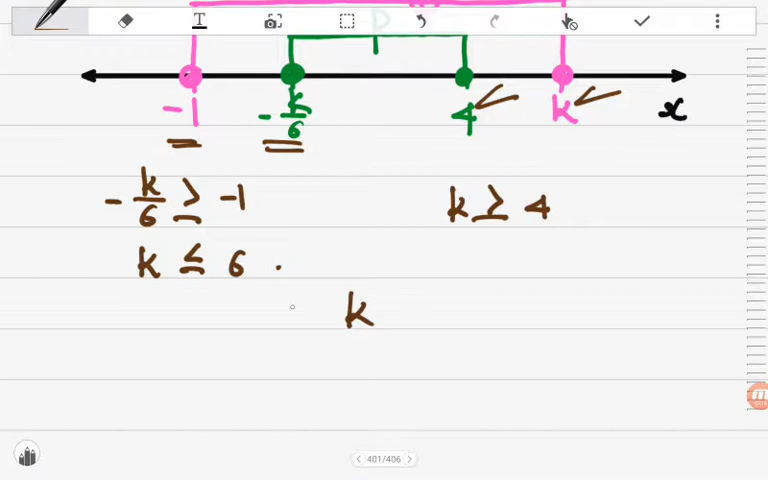 T
P
-1
-k/6
4
k
x
-k/6 ≥ -1
k ≥ 4
k ≤ 6 .
k
401/406